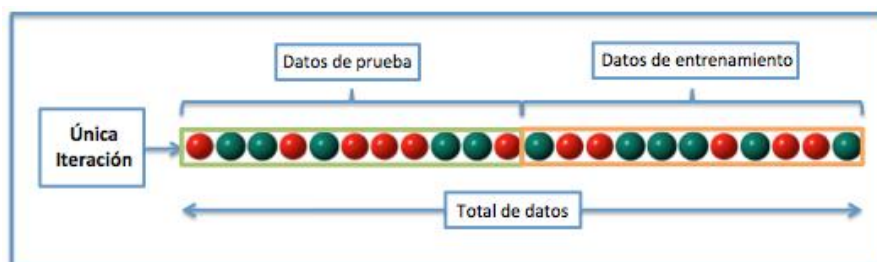 Datos de prueba
Datos de entrenamiento
Única
Iteración
Total de datos